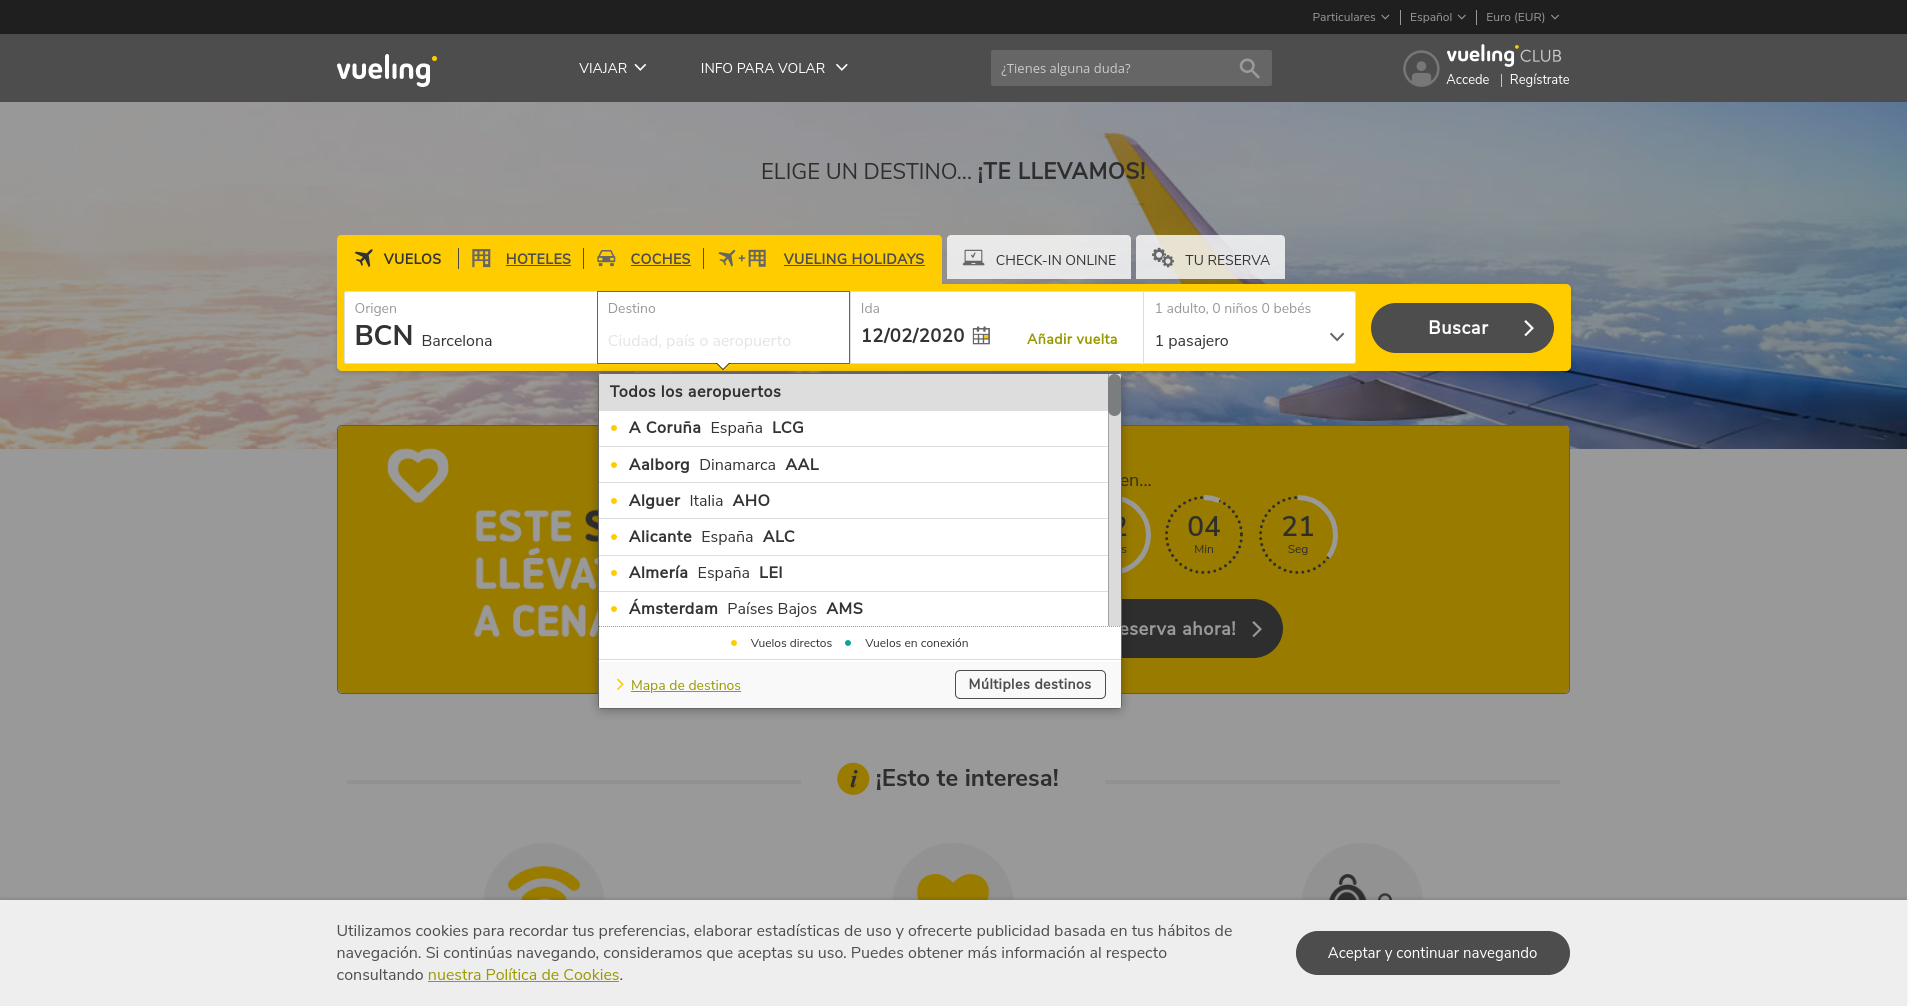 Particulares | Español | Euro (EUR)
vueling VIAJAR INFO PARA VOLAR ¿Tienes alguna duda? vueling CLUB
Accede | Regístrate
ELIGE UN DESTINO... ¡TE LLEVAMOS!
VUELOS | HOTELES | COCHES | + VUELING HOLIDAYS CHECK-IN ONLINE TU RESERVA
Origen Destino Ida 1 adulto, 0 niños 0 bebés
BCN Barcelona Ciudad, país o aeropuerto 12/02/2020 Añadir vuelta 1 pasajero Buscar
Todos los aeropuertos
A Coruña España LCG
Aalborg Dinamarca AAL
Alguer Italia AHO
Alicante España ALC
Almería España LEI
Ámsterdam Países Bajos AMS
Vuelos directos Vuelos en conexión
Mapa de destinos Múltiples destinos
en...
ESTE S
04 21
Min Seg
LLÉVA
A CEN
eserva ahora!
i ¡Esto te interesa!
Utilizamos cookies para recordar tus preferencias, elaborar estadísticas de uso y ofrecerte publicidad basada en tus hábitos de
navegación. Si continúas navegando, consideramos que aceptas su uso. Puedes obtener más información al respecto
consultando nuestra Política de Cookies.
Aceptar y continuar navegando